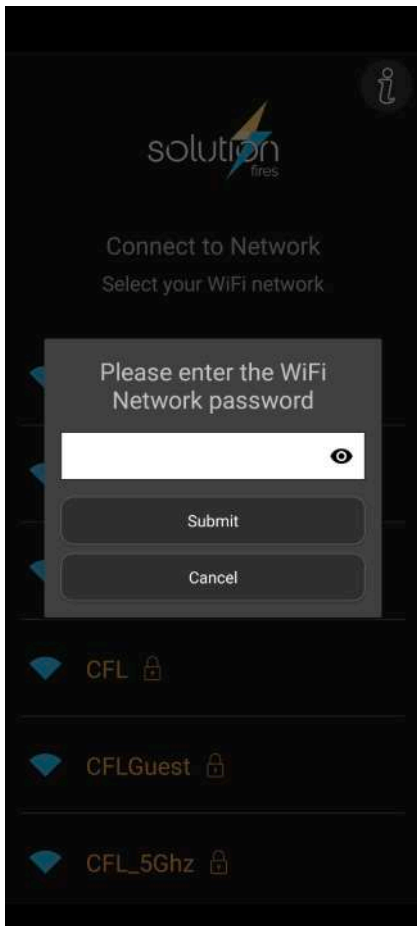 solution
fires
Connect to Network
Select your WiFi network
Please enter the WiFi
Network password
Submit
Cancel
CFL
CFLGuest
CFL_5Ghz